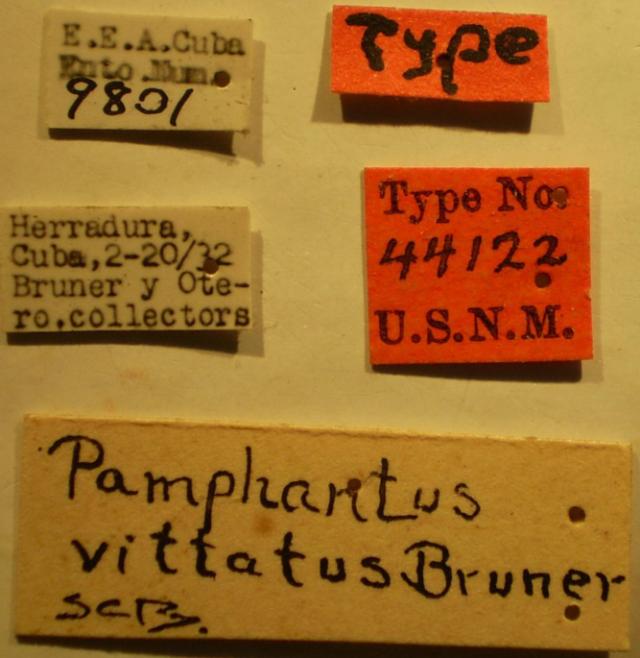 E.E.A.Cuba
Ento.Num.
9801
Type
Herradura,
Cuba,2-20/32
Bruner y Ote-
ro,collectors
Type No.
44122
U.S.N.M.
Pamphantus
vittatus Bruner